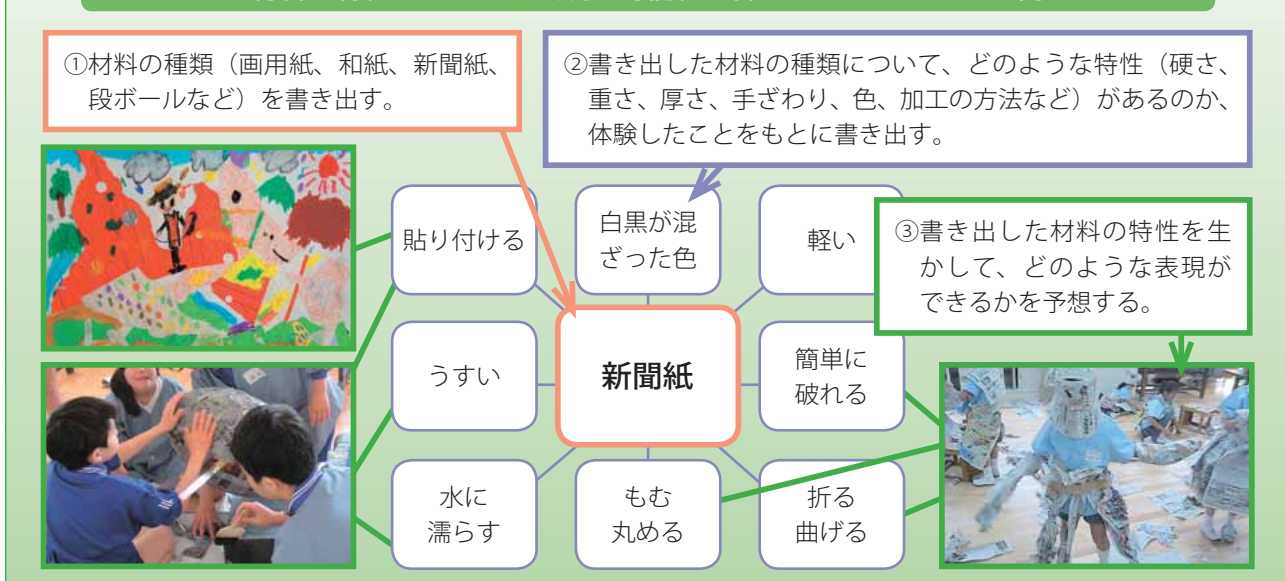 ①材料の種類（画用紙、和紙、新聞紙、
段ボールなど）を書き出す。
②書き出した材料の種類について、どのような特性（硬さ、
重さ、厚さ、手ざわり、色、加工の方法など）があるのか、
体験したことをもとに書き出す。
③書き出した材料の特性を生
かして、どのような表現が
できるかを予想する。
貼り付ける
白黒が混
ざった色
軽い
うすい
新聞紙
簡単に
破れる
水に
濡らす
もむ
丸める
折る
曲げる